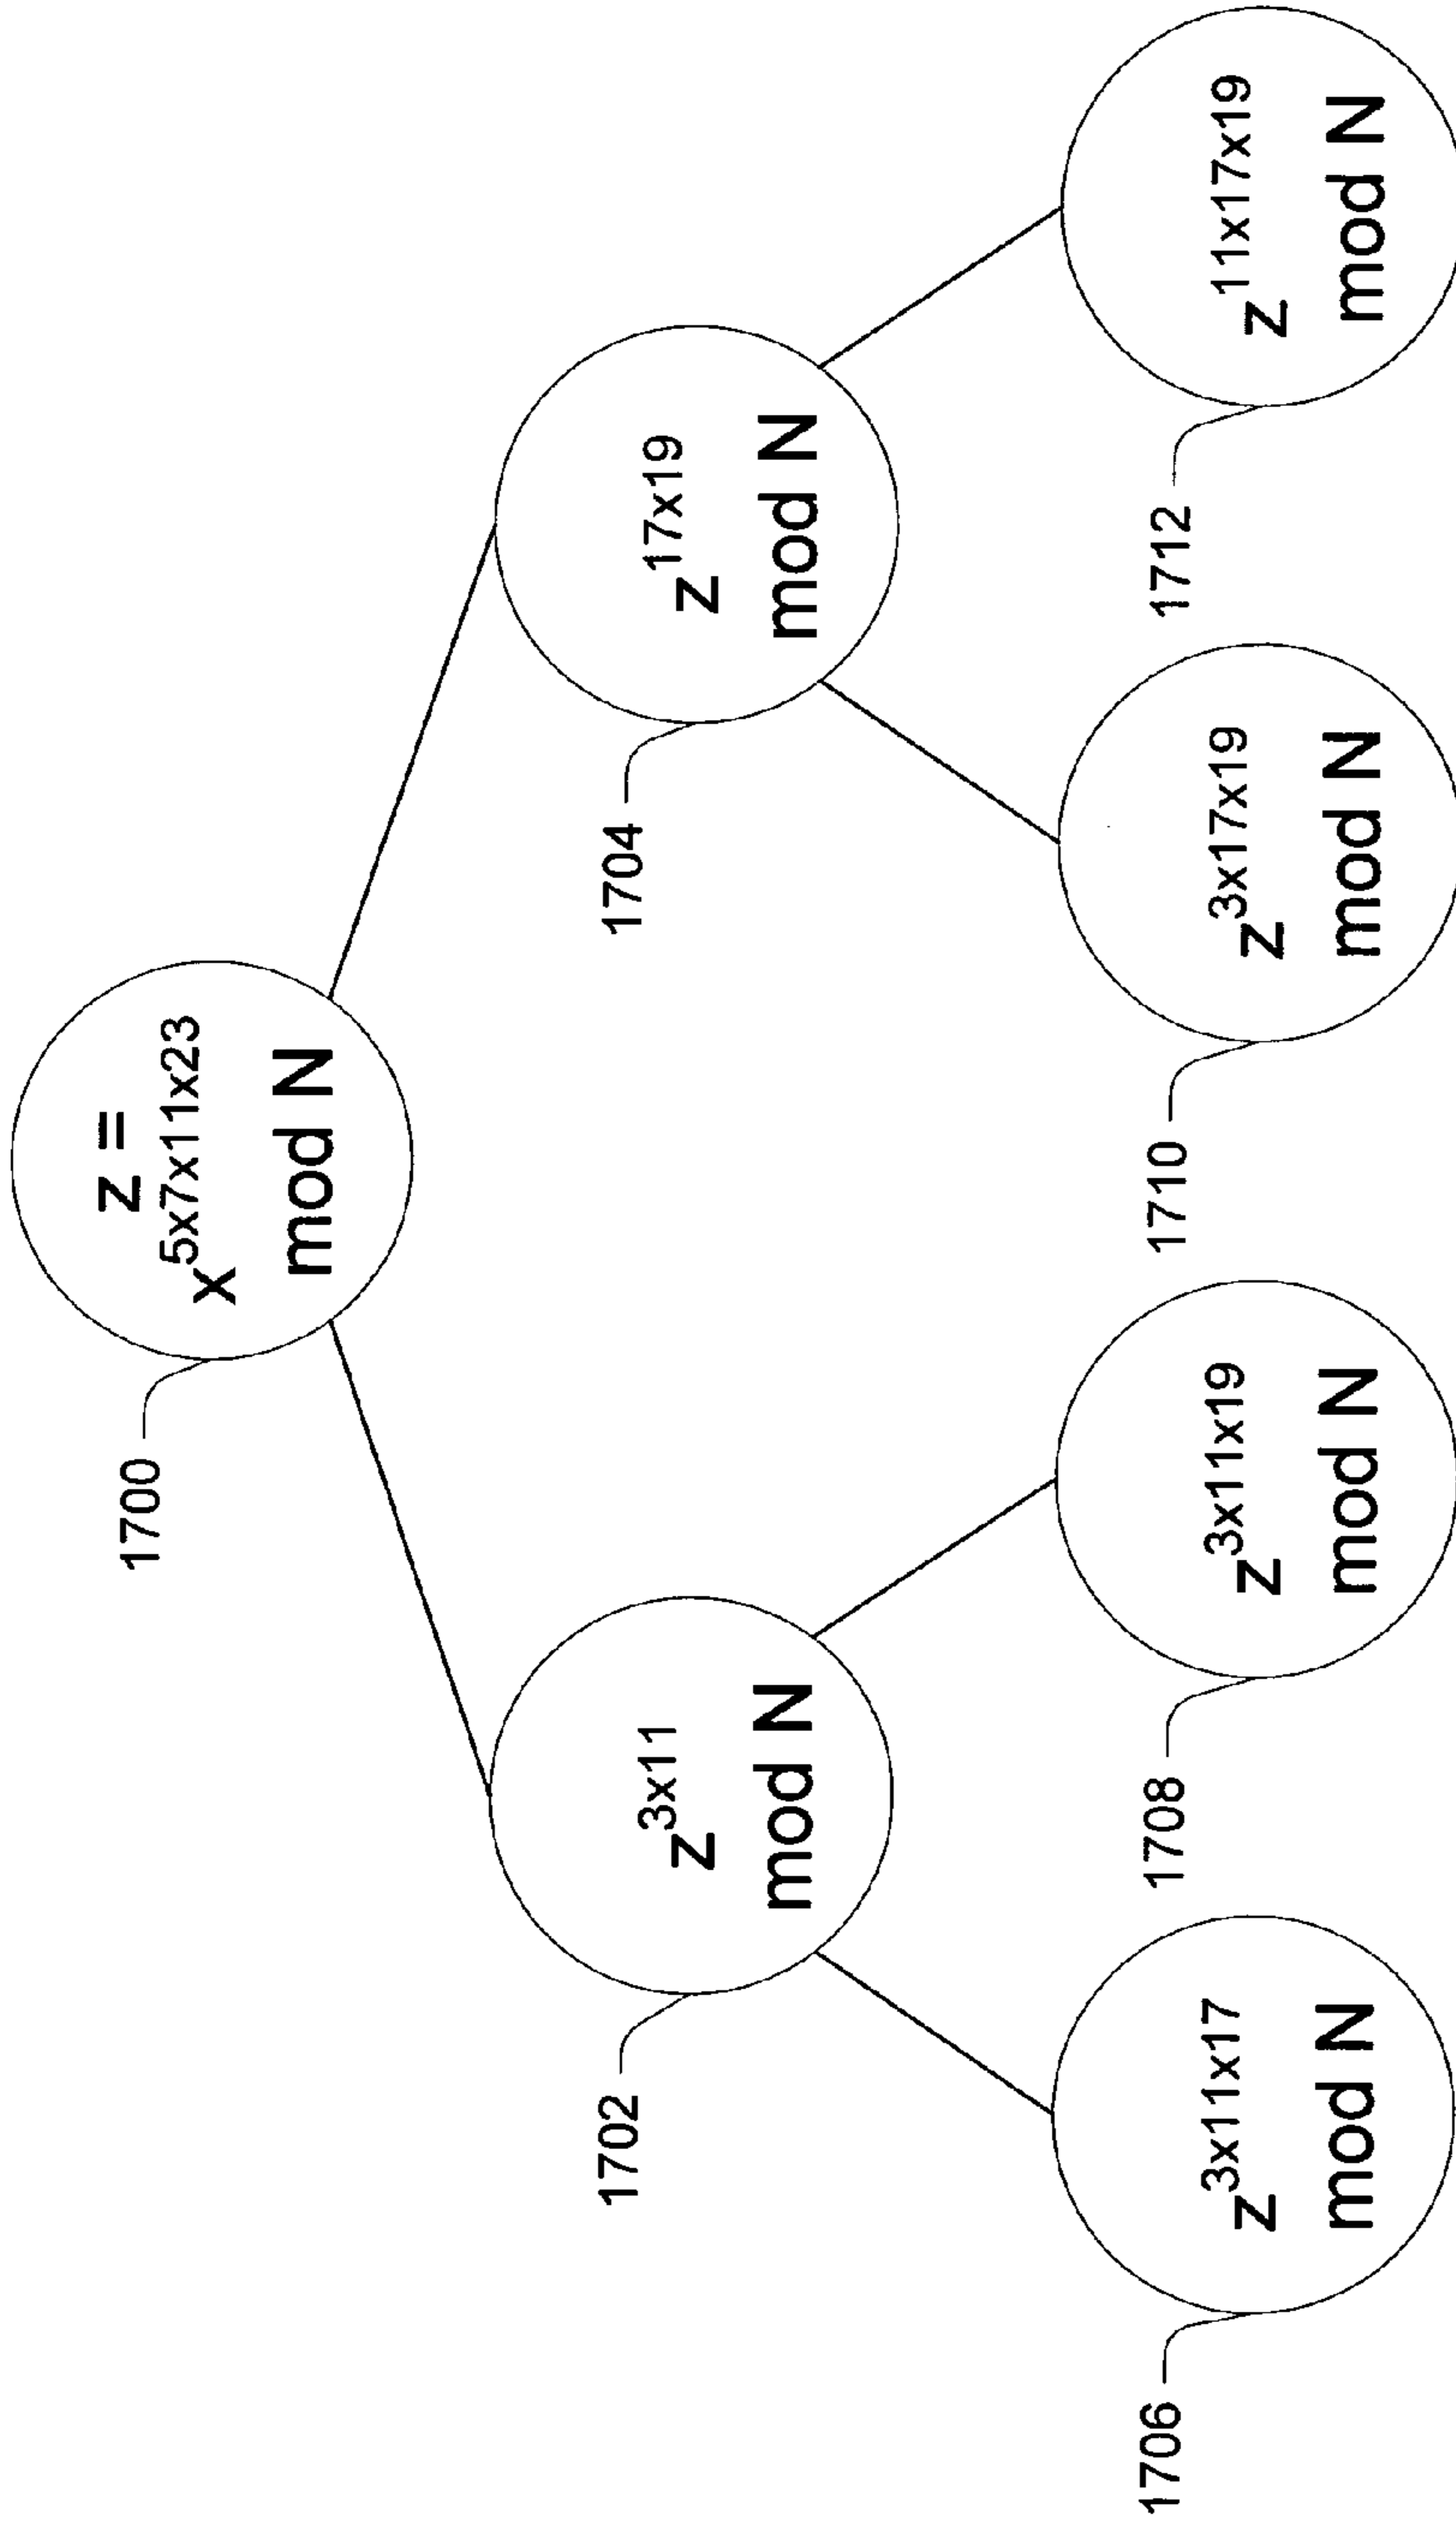 1700
z =
x^5x7x11x23
mod N
1702
z^3x11
mod N
1704
z^17x19
mod N
1706
z^3x11x17
mod N
1708
z^3x11x19
mod N
1710
z^3x17x19
mod N
1712
z^11x17x19
mod N